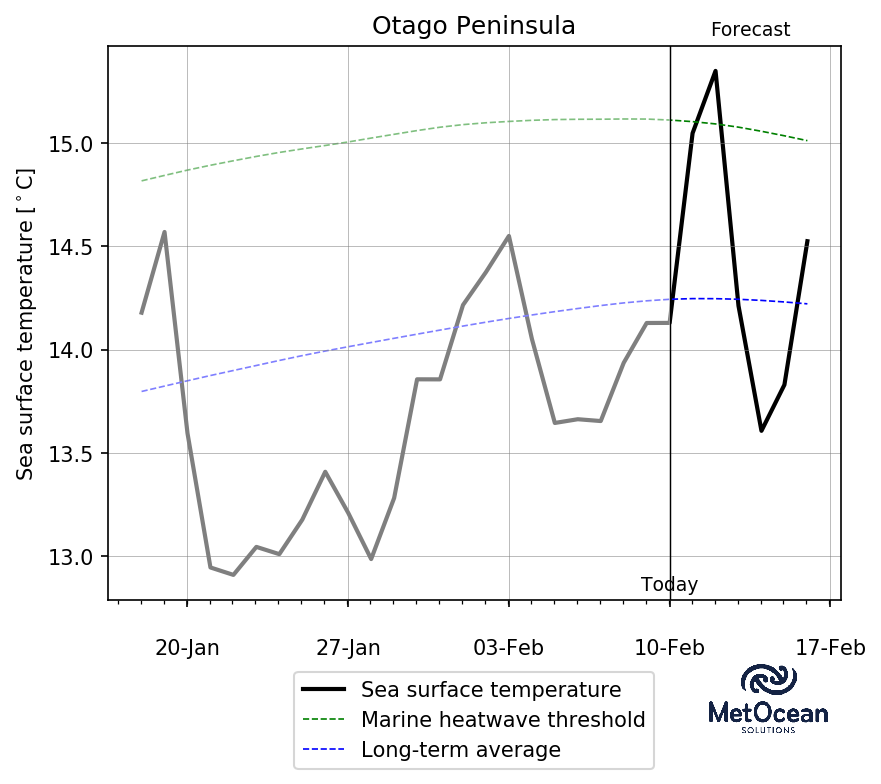 Otago Peninsula
Forecast
Sea surface temperature [°C]
15.0
14.5
14.0
13.5
13.0
Today
20-Jan 27-Jan 03-Feb 10-Feb 17-Feb
Sea surface temperature
Marine heatwave threshold
Long-term average
MetOcean
SOLUTIONS